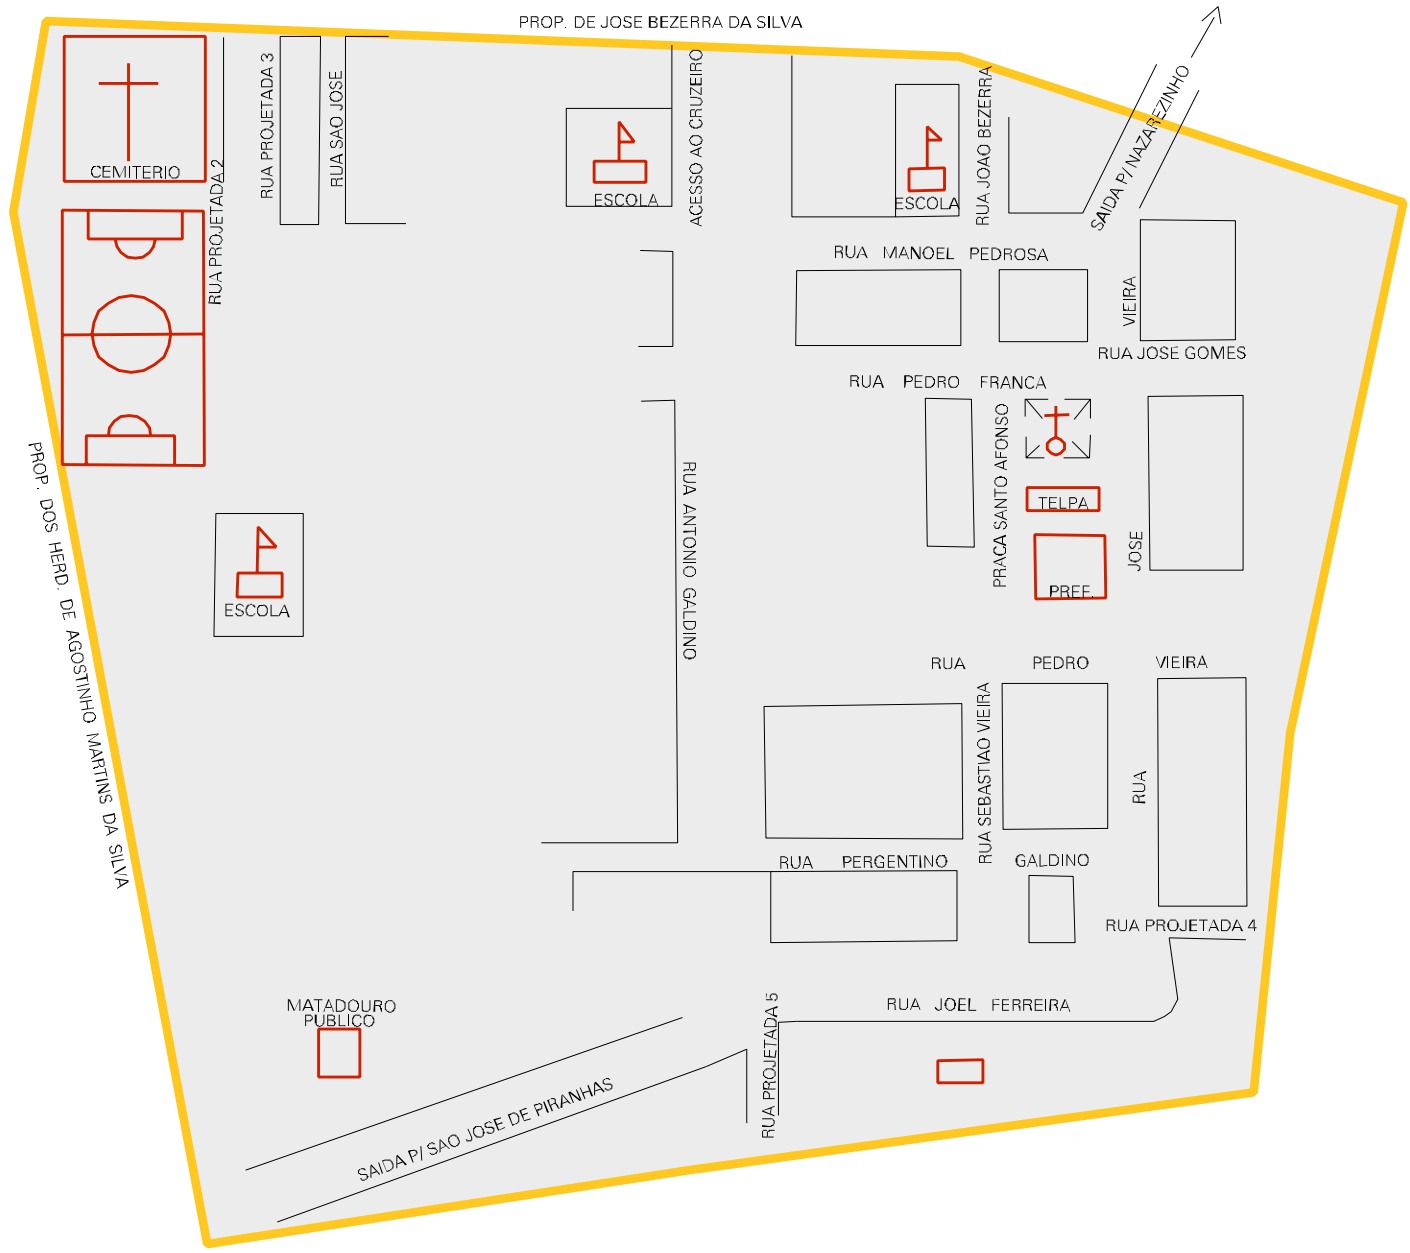 PROP. DE JOSE BEZERRA DA SILVA
CEMITERIO
RUA PROJETADA 2
RUA PROJETADA 3
RUA SAO JOSE
ESCOLA
ACESSO AO CRUZEIRO
ESCOLA
RUA JOAO BEZERRA
SAIDA P/ NAZAREZINHO
RUA MANOEL PEDROSA
VIEIRA
RUA JOSE GOMES
RUA PEDRO FRANCA
PRACA SANTO AFONSO
TELPA
PREF.
JOSE
RUA
PROP. DOS HERD. DE AGOSTINHO MARTINS DA SILVA
ESCOLA
RUA ANTONIO GALDINO
RUA PEDRO VIEIRA
RUA SEBASTIAO VIEIRA
RUA PERGENTINO GALDINO
RUA PROJETADA 4
MATADOURO
PUBLICO
RUA JOEL FERREIRA
RUA PROJETADA 5
SAIDA P/ SAO JOSE DE PIRANHAS